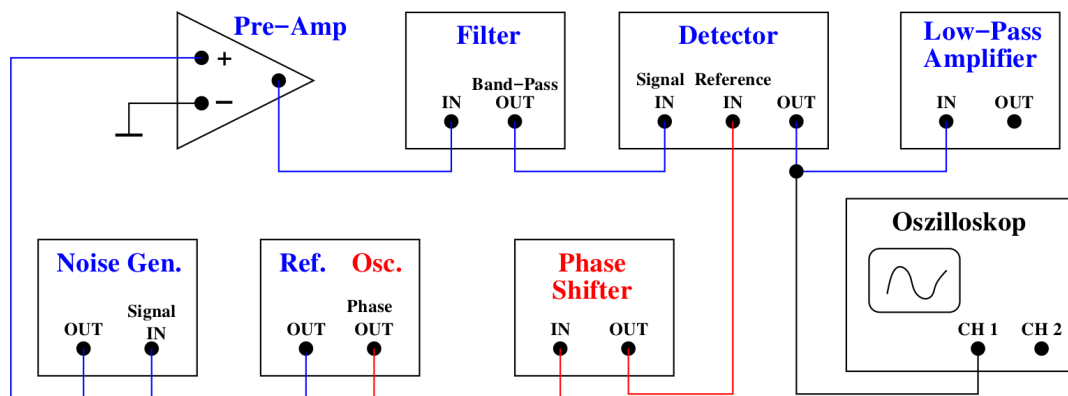 Pre-Amp
+
-
Filter
Band-Pass
IN OUT
Detector
Signal Reference
IN IN OUT
Low-Pass
Amplifier
IN OUT
Noise Gen.
Signal
OUT IN
Ref. Osc.
Phase
OUT OUT
Phase
Shifter
IN OUT
Oszilloskop
CH 1 CH 2